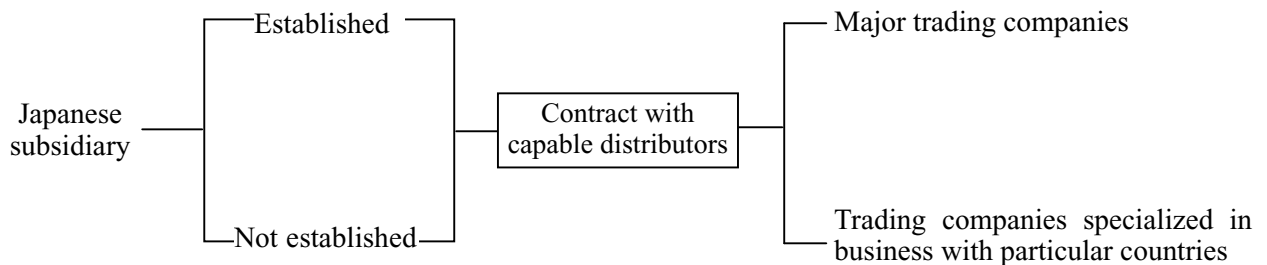 Japanese
subsidiary
Established
Not established
Contract with
capable distributors
Major trading companies
Trading companies specialized in
business with particular countries